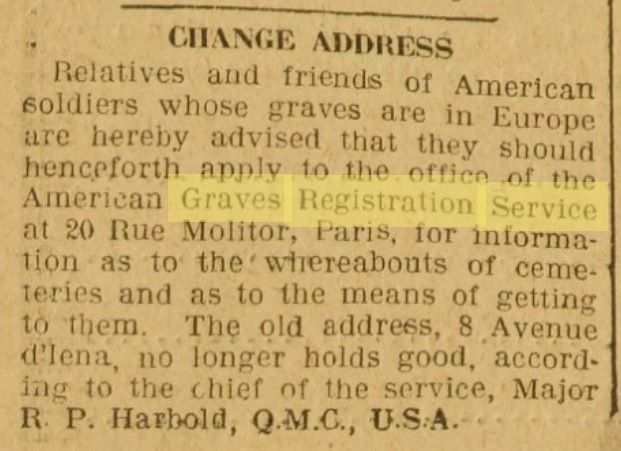 CHANGE ADDRESS
Relatives and friends of American
soldiers whose graves are in Europe
are hereby advised that they should
henceforth apply to the office of the
American Graves Registration Service
at 20 Rue Molitor, Paris, for informa-
tion as to the whereabouts of ceme-
teries and as to the means of getting
to them. The old address, 8 Avenue
d'Iena, no longer holds good, accord-
ing to the chief of the service, Major
R. P. Harbold, Q.M.C., U.S.A.